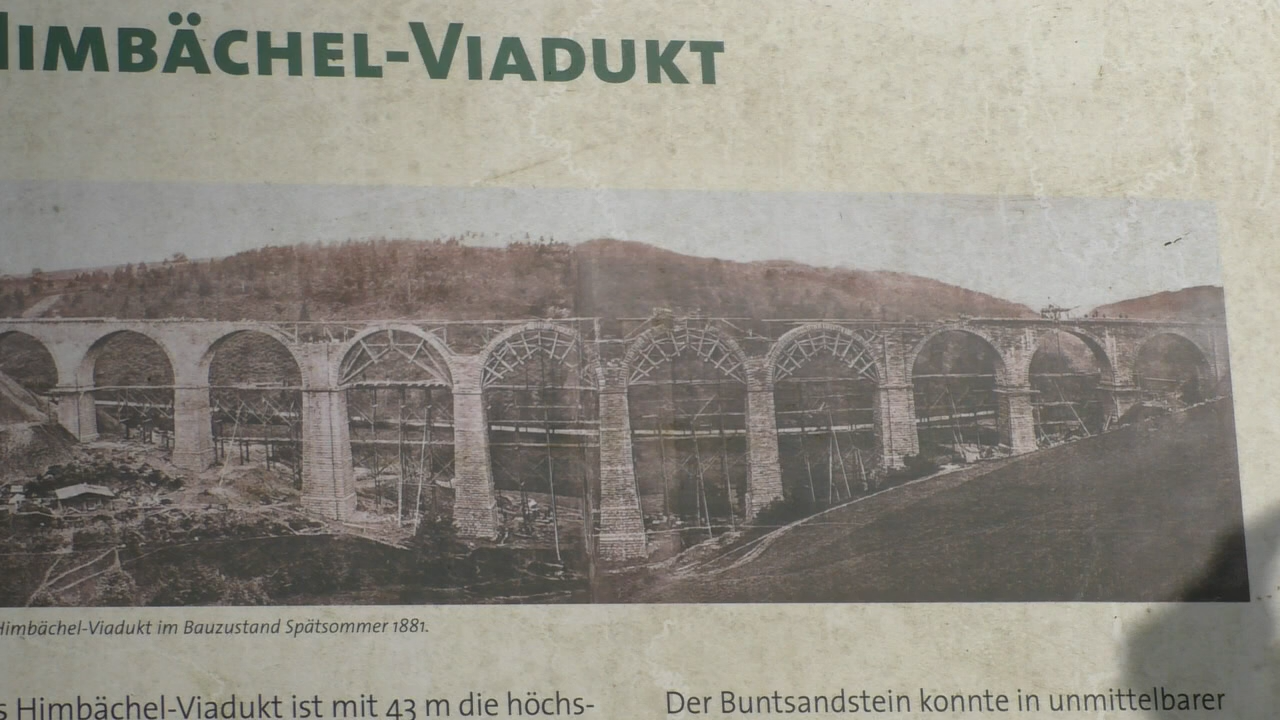 HIMBÄCHEL-VIADUKT
Himbächel-Viadukt im Bauzustand Spätsommer 1881.
s Himbächel-Viadukt ist mit 43 m die höchs-
Der Buntsandstein konnte in unmittelbarer